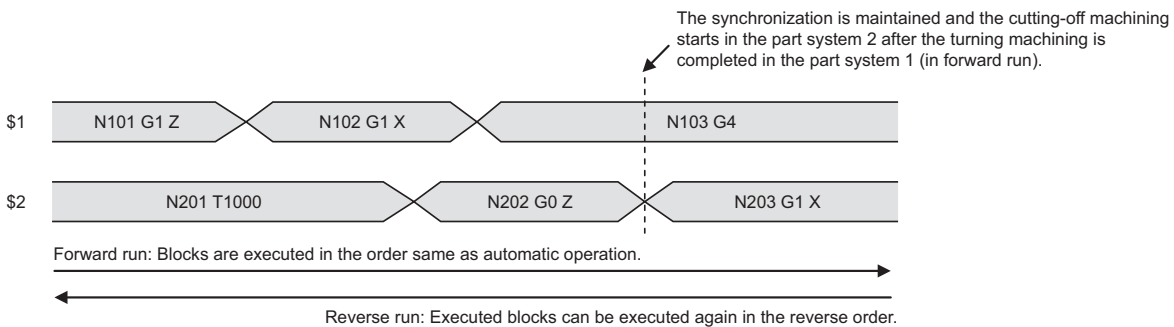 The synchronization is maintained and the cutting-off machining
starts in the part system 2 after the turning machining is
completed in the part system 1 (in forward run).
$1
N101 G1 Z
N102 G1 X
N103 G4
$2
N201 T1000
N202 G0 Z
N203 G1 X
Forward run: Blocks are executed in the order same as automatic operation.
Reverse run: Executed blocks can be executed again in the reverse order.